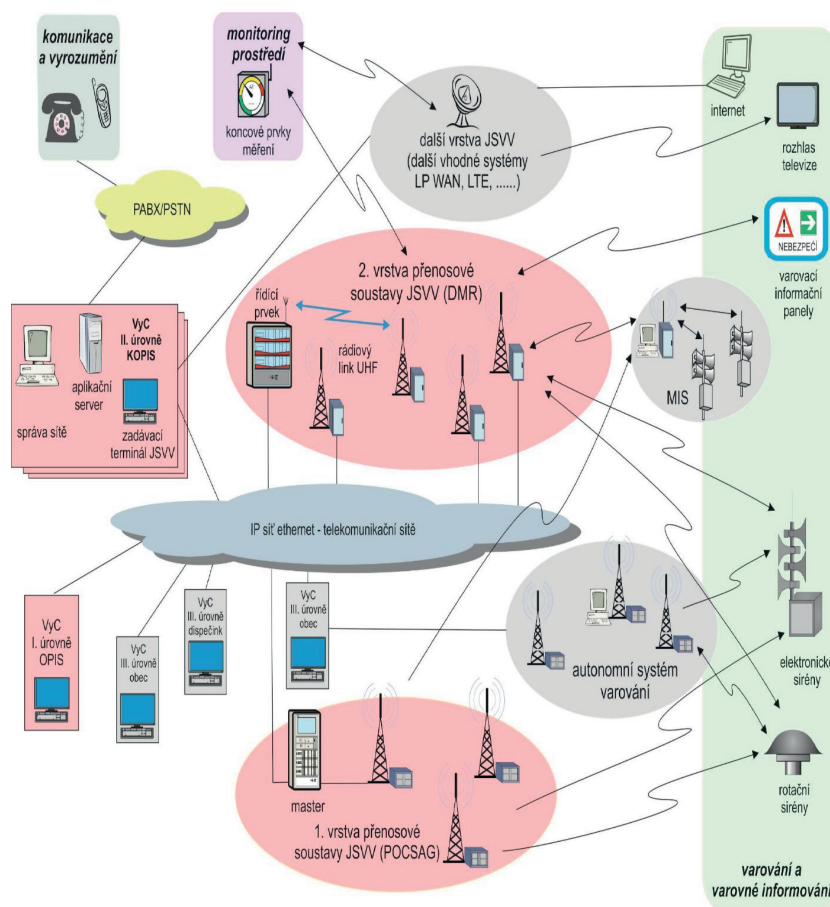 komunikace
a vyrozumění
monitoring
prostředí
koncové prvky
měření
další vrstva JSVV
(další vhodné systémy
LP WAN, LTE, ......)
internet
rozhlas
televize
PABX/PSTN
NEBEZPEČÍ
varovací
informační
panely
2. vrstva přenosové
soustavy JSVV (DMR)
řídící
prvek
rádiový
link UHF
MIS
VyC
II. úrovně
KOPIS
aplikační
server
správa sítě
zadávací
terminál JSVV
IP síť ethernet - telekomunikační sítě
VyC
I. úrovně
OPIS
VyC
III. úrovně
obec
VyC
III. úrovně
dispečink
VyC
III. úrovně
obec
autonomní systém
varování
elektronické
sirény
master
1. vrstva přenosové
soustavy JSVV (POCSAG)
rotační
sirény
varování a
varovné informování